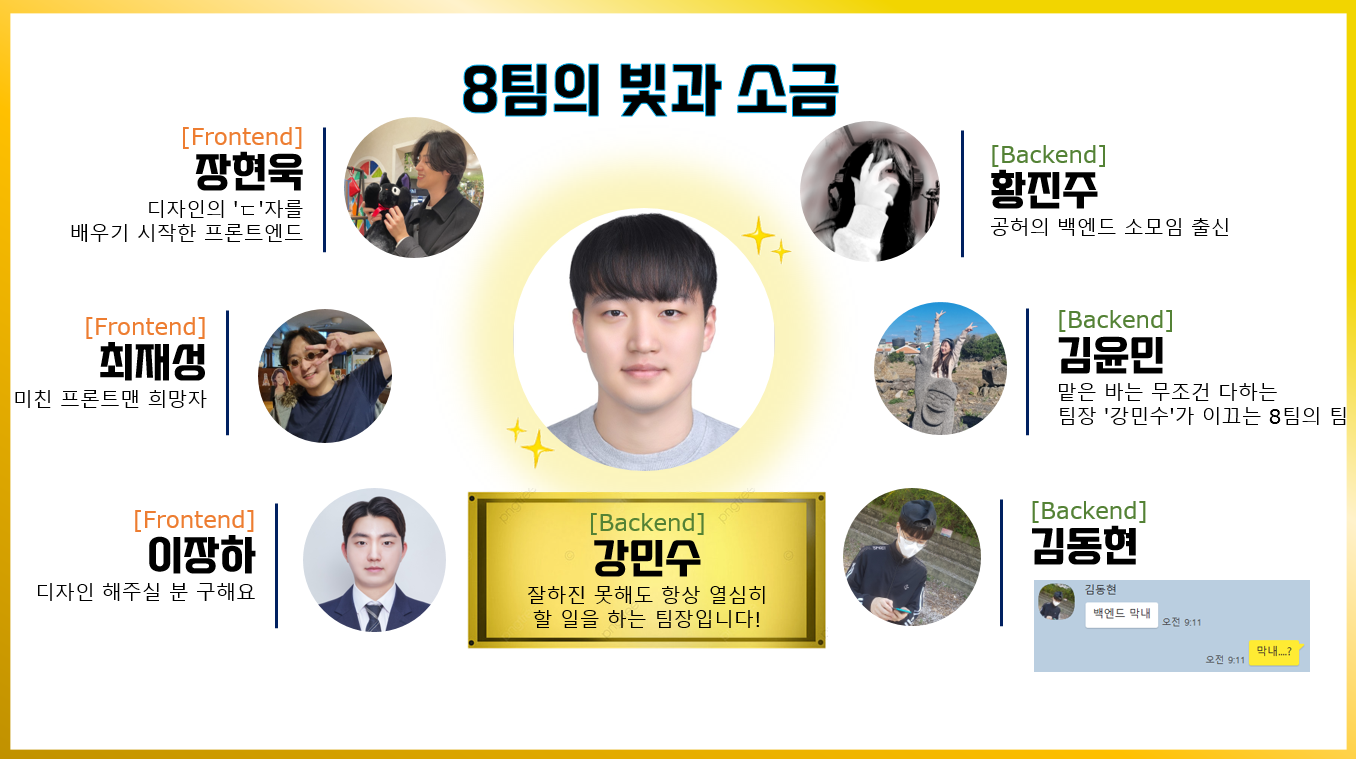 8팀의 빛과 소금
[Frontend]
장현욱
디자인의 'ㄷ'자를
배우기 시작한 프론트엔드
[Backend]
황진주
공허의 백엔드 소모임 출신
[Frontend]
최재성
미친 프론트맨 희망자
[Backend]
김윤민
맡은 바는 무조건 다하는
팀장 '강민수'가 이끄는 8팀의 팀
[Frontend]
이장하
디자인 해주실 분 구해요
[Backend]
강민수
잘하진 못해도 항상 열심히
할 일을 하는 팀장입니다!
[Backend]
김동현
김동현
백엔드 막내
오전 9:11
오전 9:11
막내....?